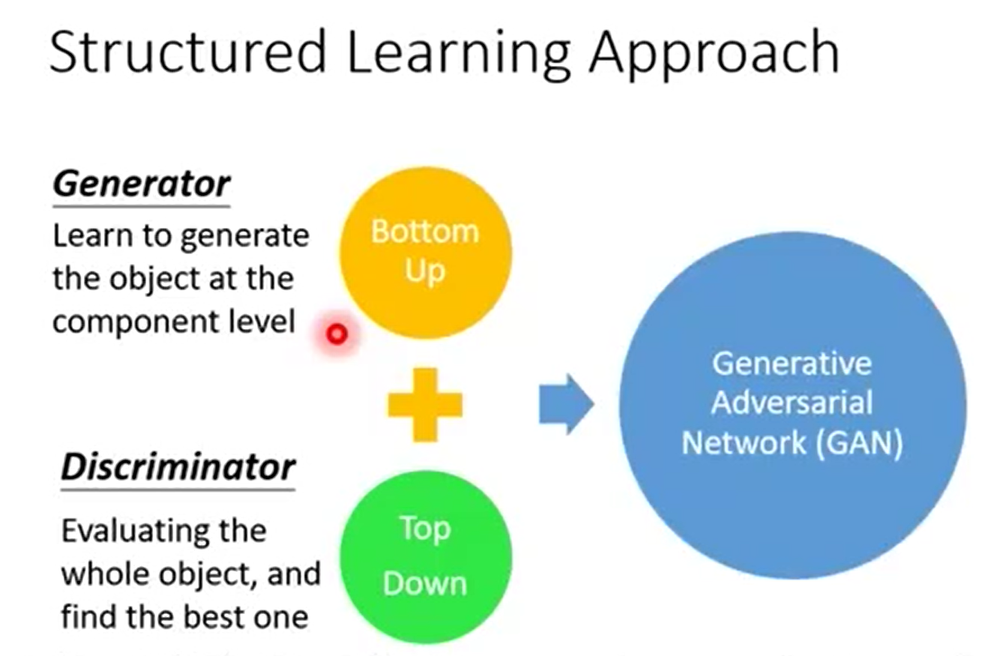 Structured Learning Approach
Generator
Learn to generate
the object at the
component level
Bottom
Up
Discriminator
Evaluating the
whole object, and
find the best one
Top
Down
Generative
Adversarial
Network (GAN)